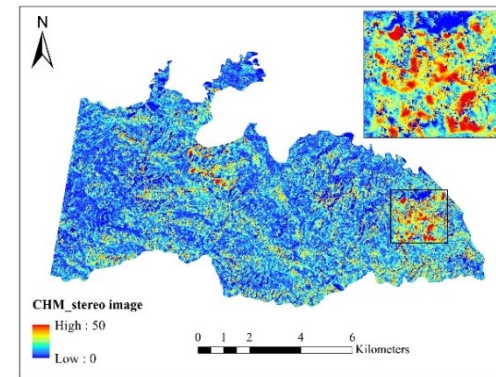 N
CHM_stereo image
High : 50
Low : 0
0 1 2 4 6
Kilometers